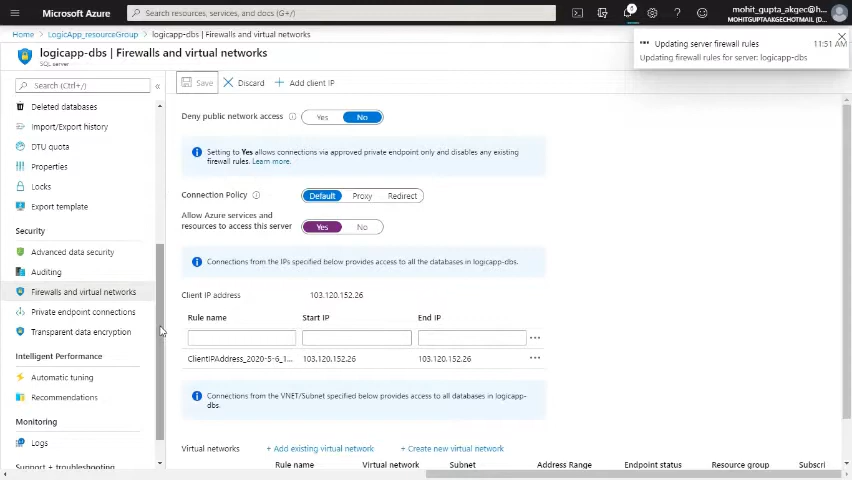 Microsoft Azure
Search resources, services, and docs (G+/)
mohit_gupta_akgec@h...
MOHITGUPTAAKGECHOTMAIL (D...
Home > LogicApp_resourceGroup > logicapp-dbs | Firewalls and virtual networks
logicapp-dbs | Firewalls and virtual networks
SQL server
Updating server firewall rules
11:51 AM
Updating firewall rules for server: logicapp-dbs
Search (Ctrl+/)
Save
Discard
Add client IP
Deleted databases
Import/Export history
DTU quota
Properties
Locks
Export template
Security
Advanced data security
Auditing
Firewalls and virtual networks
Private endpoint connections
Transparent data encryption
Intelligent Performance
Automatic tuning
Recommendations
Monitoring
Logs
Support + troubleshooting
Deny public network access
Yes No
Setting to Yes allows connections via approved private endpoint only and disables any existing
firewall rules. Learn more.
Connection Policy
Default Proxy Redirect
Allow Azure services and
resources to access this server
Yes No
Connections from the IPs specified below provides access to all the databases in logicapp-dbs.
Client IP address 103.120.152.26
Rule name Start IP End IP
ClientIPAddress_2020-5-6_1... 103.120.152.26 103.120.152.26
Connections from the VNET/Subnet specified below provides access to all databases in logicapp-
dbs.
Virtual networks + Add existing virtual network + Create new virtual network
Rule name Virtual network Subnet Address Range Endpoint status Resource group Subscri